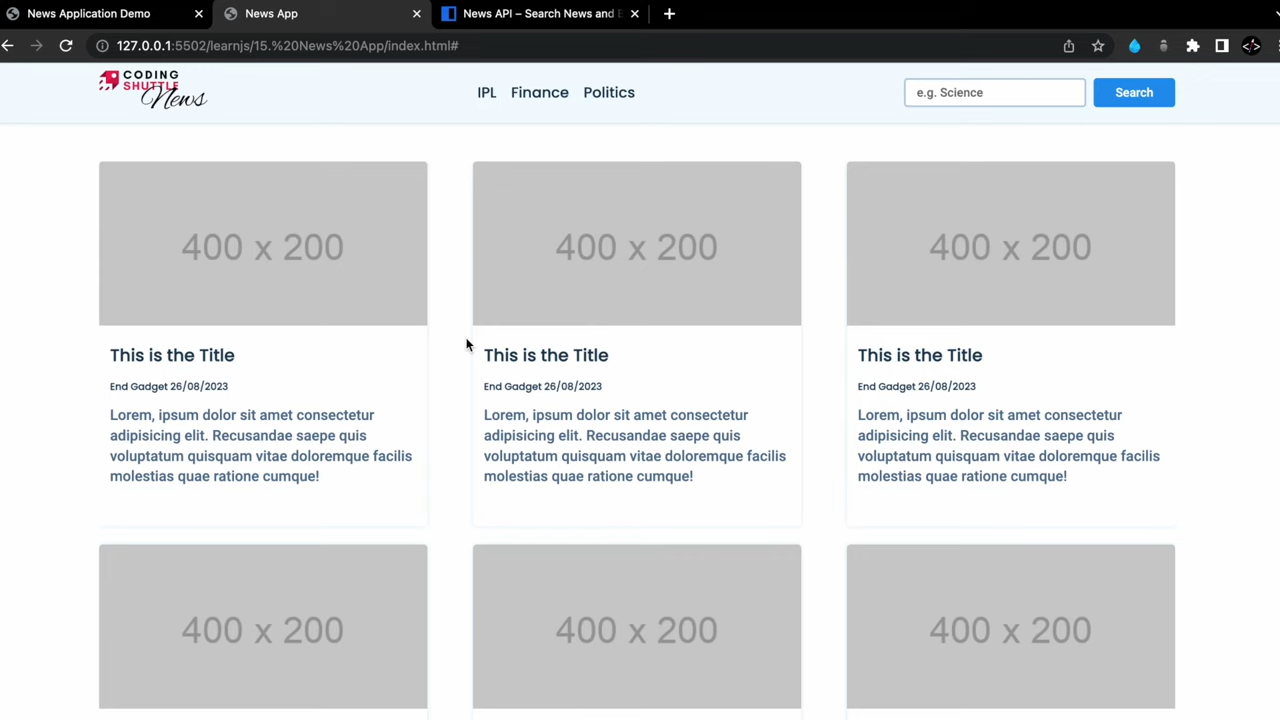 News Application Demo
News App
News API – Search News and
127.0.0.1:5502/learnjs/15.%20News%20App/index.html#
CODING
SHUTTLE
News
IPL Finance Politics
e.g. Science
Search
400 x 200
This is the Title
End Gadget 26/08/2023
Lorem, ipsum dolor sit amet consectetur
adipisicing elit. Recusandae saepe quis
voluptatum quisquam vitae doloremque facilis
molestias quae ratione cumque!
400 x 200
This is the Title
End Gadget 26/08/2023
Lorem, ipsum dolor sit amet consectetur
adipisicing elit. Recusandae saepe quis
voluptatum quisquam vitae doloremque facilis
molestias quae ratione cumque!
400 x 200
This is the Title
End Gadget 26/08/2023
Lorem, ipsum dolor sit amet consectetur
adipisicing elit. Recusandae saepe quis
voluptatum quisquam vitae doloremque facilis
molestias quae ratione cumque!
400 x 200
400 x 200
400 x 200